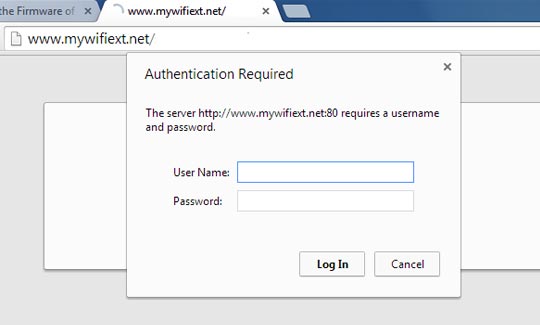 the Firmware of
www.mywifiext.net/
www.mywifiext.net/
Authentication Required
The server http://www.mywifiext.net:80 requires a username
and password.
User Name:
Password:
Log In
Cancel